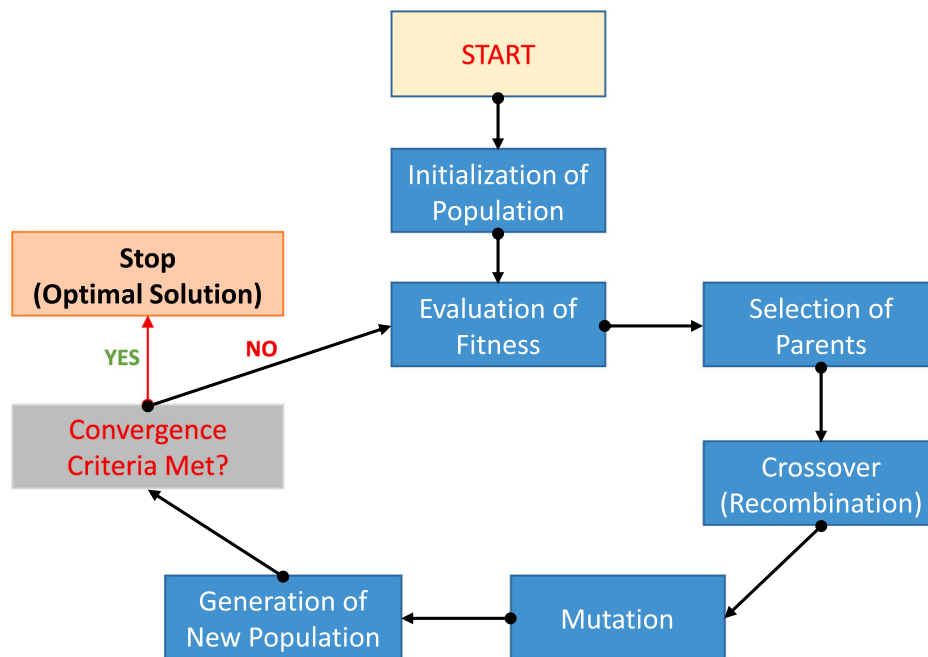 START
Initialization of
Population
Evaluation of
Fitness
Selection of
Parents
Crossover
(Recombination)
Mutation
Generation of
New Population
Convergence
Criteria Met?
YES
NO
Stop
(Optimal Solution)